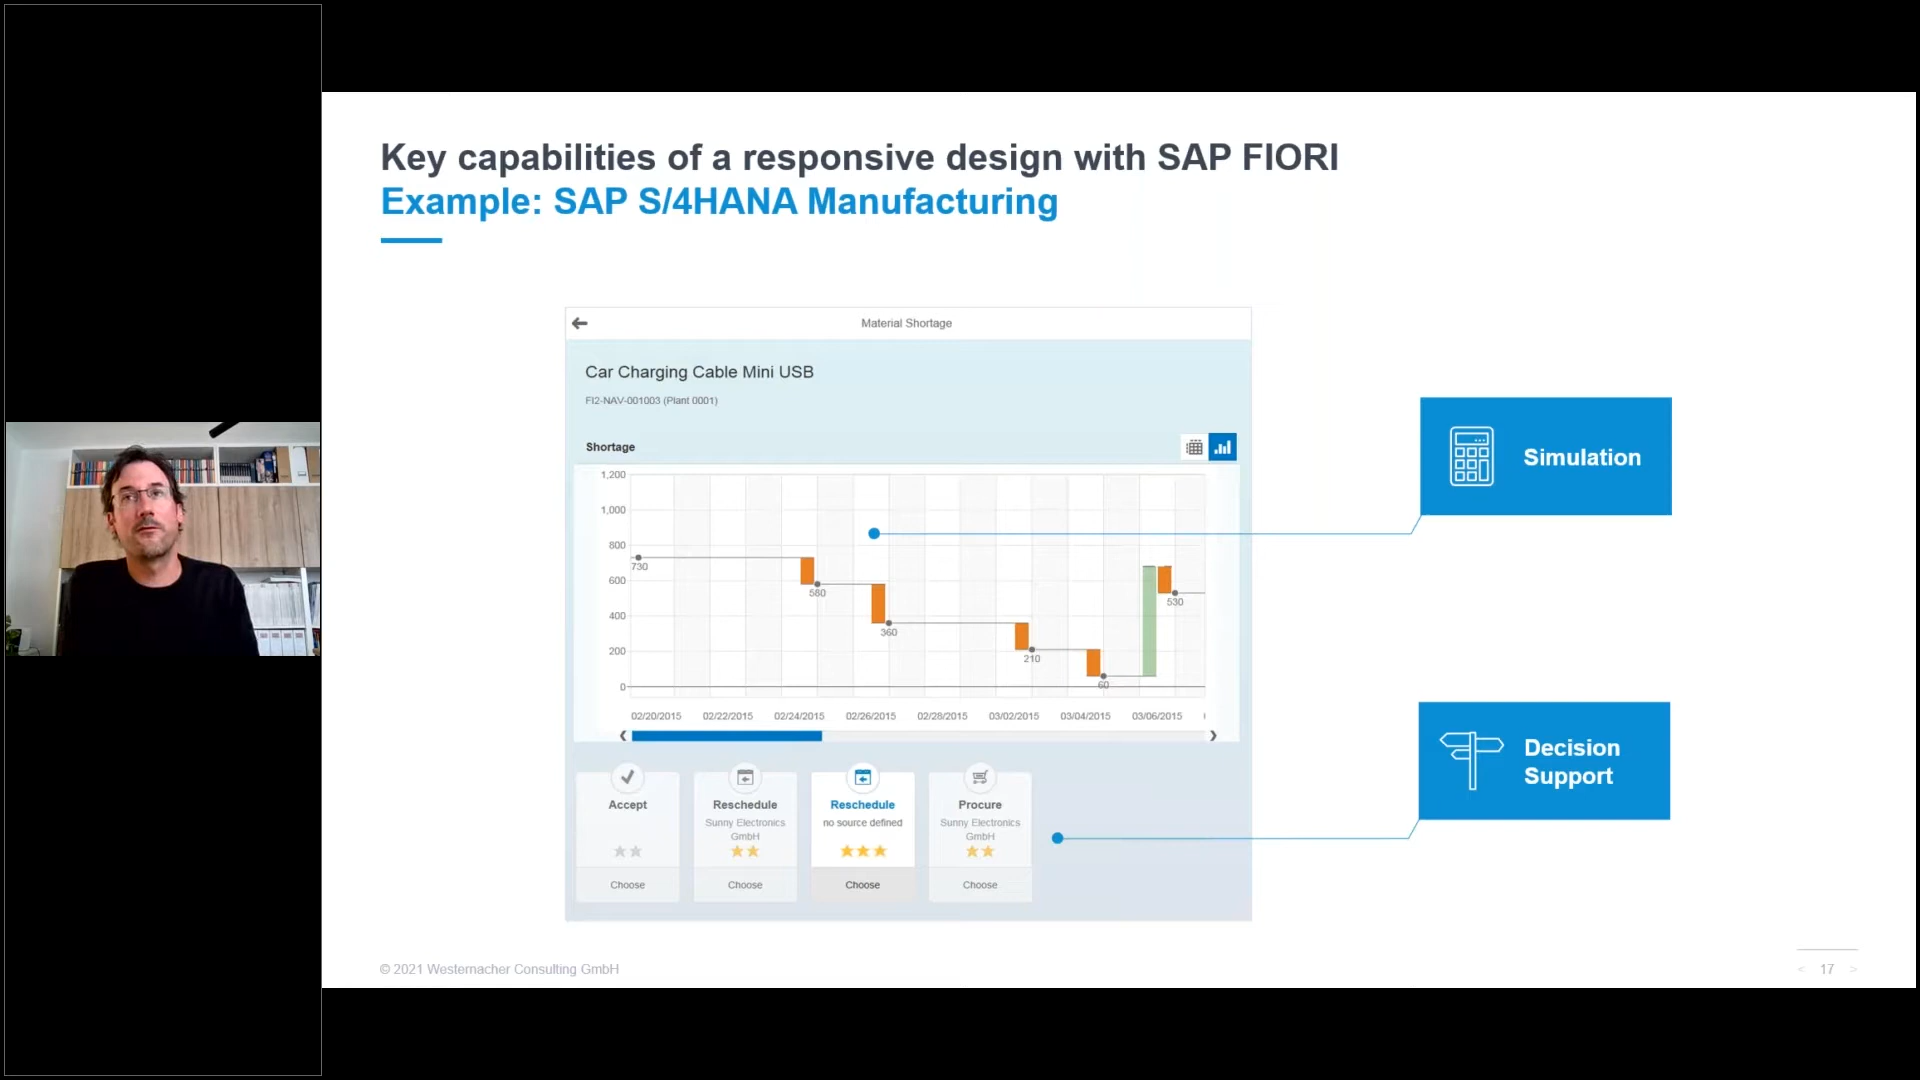 Key capabilities of a responsive design with SAP FIORI
Example: SAP S/4HANA Manufacturing
Material Shortage
Car Charging Cable Mini USB
FI2-NAV-001003 (Plant 0001)
Shortage
1,200
1,000
800
600
400
200
0
730
580
360
210
60
530
02/20/2015 02/22/2015 02/24/2015 02/26/2015 02/28/2015 03/02/2015 03/04/2015 03/06/2015
Accept
Choose
Reschedule
Sunny Electronics
GmbH
Choose
Reschedule
no source defined
Choose
Procure
Sunny Electronics
GmbH
Choose
Simulation
Decision
Support
© 2021 Westernacher Consulting GmbH
< 17 >